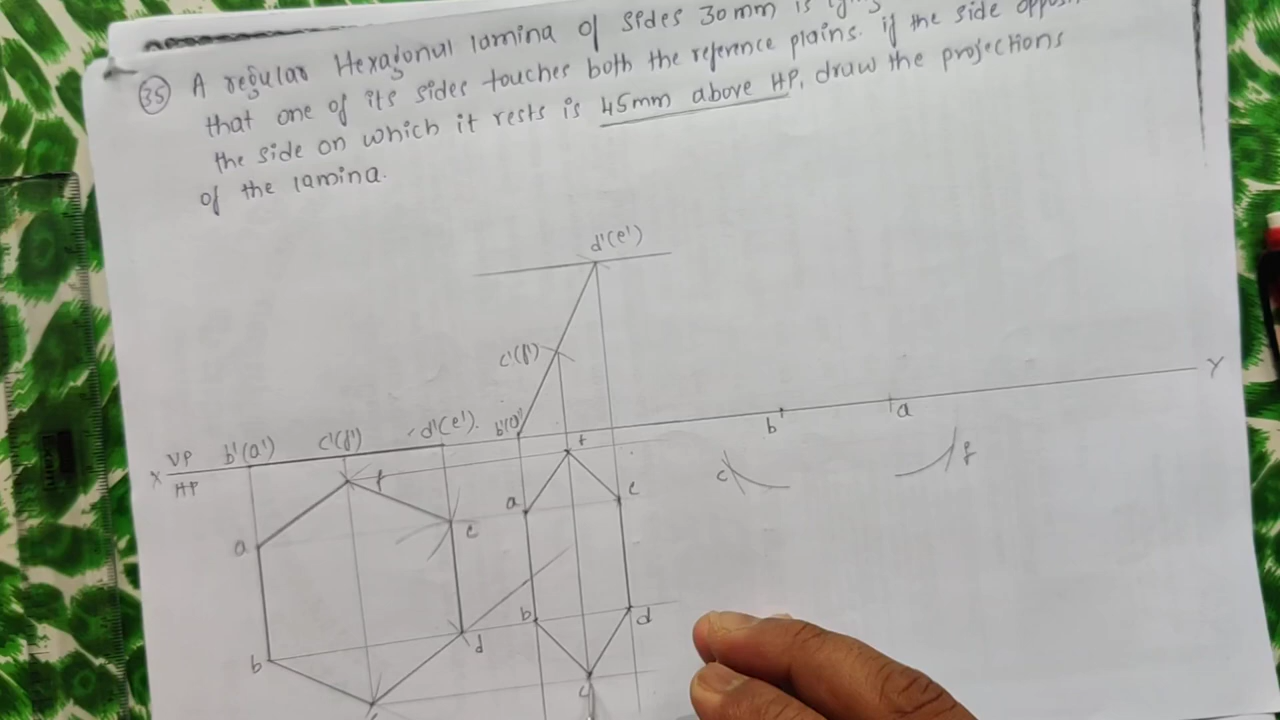 35 A regular Hexagonal lamina of sides 30mm is
that one of its sides touches both the reference plains. if the side
the side on which it rests is 45mm above HP, draw the projections
of the lamina.
d'(e')
c'(f')
X VP b'(a') c'(f') d'(e'). b'(a') Y
HP
b a
f f
c f
a e a e
b d b d
c c